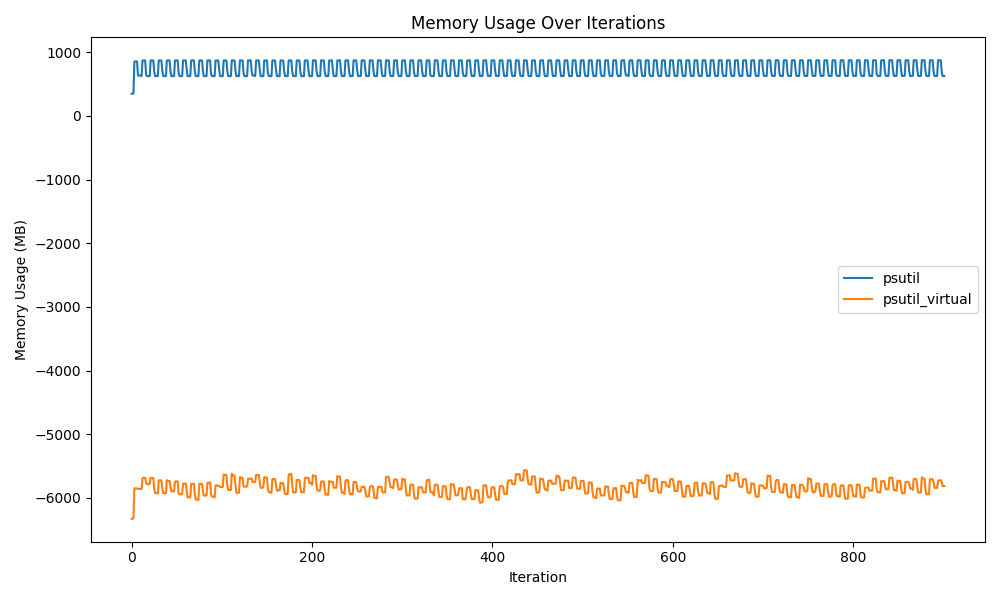 Memory Usage Over Iterations
Memory Usage (MB)
1000
0
−1000
−2000
−3000
−4000
−5000
−6000
psutil
psutil_virtual
0
200
400
600
800
Iteration